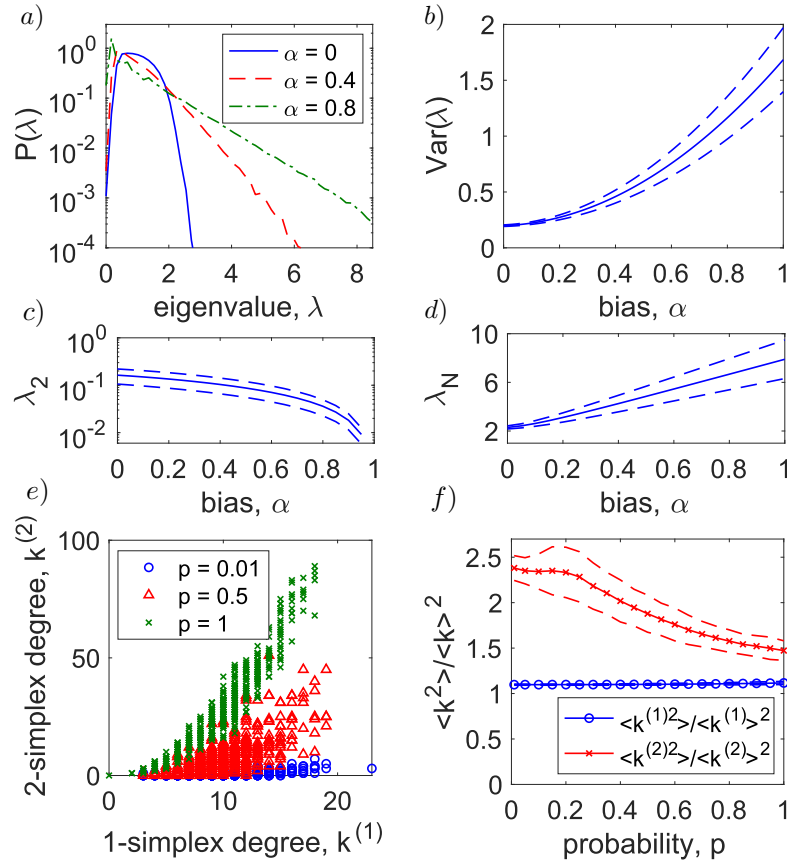 a)
10^0
10^-1
10^-2
10^-3
10^-4
P(λ)
α = 0
α = 0.4
α = 0.8
0 2 4 6 8
eigenvalue, λ
b)
2
1.5
1
0.5
0
Var(λ)
0 0.2 0.4 0.6 0.8 1
bias, α
c)
10^0
10^-1
10^-2
λ_2
0 0.2 0.4 0.6 0.8 1
bias, α
d)
10
6
2
λ_N
0 0.2 0.4 0.6 0.8 1
bias, α
e)
100
50
0
2-simplex degree, k^(2)
p = 0.01
p = 0.5
p = 1
0 10 20
1-simplex degree, k^(1)
f)
2.5
2
1.5
1
0.5
0
<k^2>/<k>^2
<k^(1)2>/<k^(1)>^2
<k^(2)2>/<k^(2)>^2
0 0.2 0.4 0.6 0.8 1
probability, p